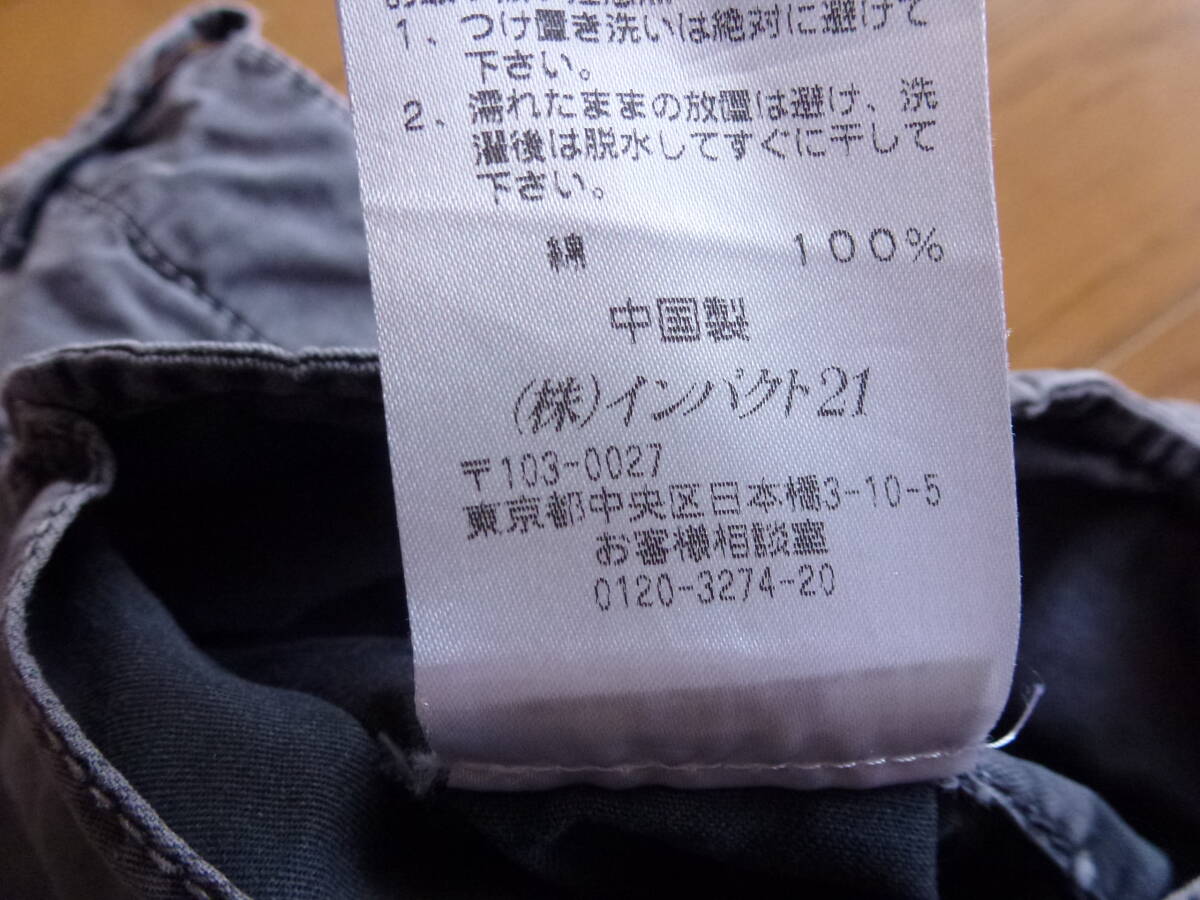 1、つけ置き洗いは絶対に避けて
下さい。
2、濡れたままの放置は避け、洗
濯後は脱水してすぐに干して
下さい。
綿 100%
中国製
(株)インパクト21
〒103-0027
東京都中央区日本橋3-10-5
お客様相談室
0120-3274-20